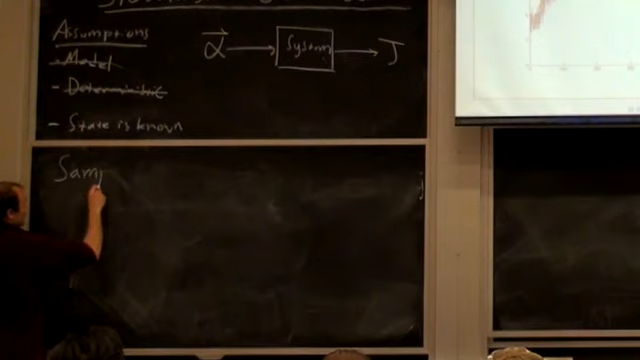 Assumptions
- Model
- Deterministic
- State is known
α → System → J
Sam